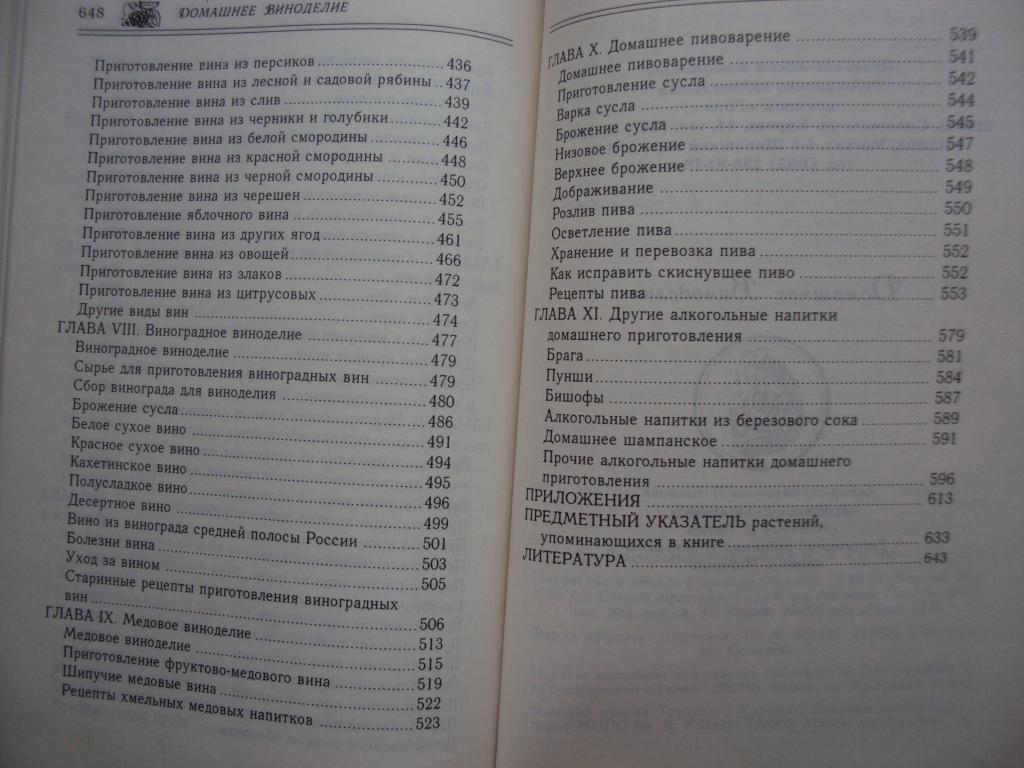 648 ДОМАШНЕЕ ВИНОДЕЛИЕ
Приготовление вина из персиков 436
Приготовление вина из лесной и садовой рябины 437
Приготовление вина из слив 439
Приготовление вина из черники и голубики 442
Приготовление вина из белой смородины 446
Приготовление вина из красной смородины 448
Приготовление вина из черной смородины 450
Приготовление вина из черешен 452
Приготовление яблочного вина 455
Приготовление вина из других ягод 461
Приготовление вина из овощей 466
Приготовление вина из злаков 472
Приготовление вина из цитрусовых 473
Другие виды вин 474
ГЛАВА VIII. Виноградное виноделие 477
Виноградное виноделие 479
Сырье для приготовления виноградных вин 479
Сбор винограда для виноделия 480
Брожение сусла 486
Белое сухое вино 491
Красное сухое вино 494
Кахетинское вино 495
Полусладкое вино 496
Десертное вино 499
Вино из винограда средней полосы России 501
Болезни вина 503
Уход за вином 505
Старинные рецепты приготовления виноградных
вин 506
ГЛАВА IX. Медовое виноделие 513
Медовое виноделие 515
Приготовление фруктово-медового вина 519
Шипучие медовые вина 522
Рецепты хмельных медовых напитков 523
ГЛАВА X. Домашнее пивоварение 539
Домашнее пивоварение 541
Приготовление сусла 542
Варка сусла 544
Брожение сусла 545
Низовое брожение 547
Верхнее брожение 548
Дображивание 549
Розлив пива 550
Осветление пива 551
Хранение и перевозка пива 552
Как исправить скиснувшее пиво 552
Рецепты пива 553
ГЛАВА XI. Другие алкогольные напитки
домашнего приготовления 579
Брага 581
Пунши 584
Бишофы 587
Алкогольные напитки из березового сока 589
Домашнее шампанское 591
Прочие алкогольные напитки домашнего
приготовления 596
ПРИЛОЖЕНИЯ 613
ПРЕДМЕТНЫЙ УКАЗАТЕЛЬ растений,
упоминающихся в книге 633
ЛИТЕРАТУРА 643